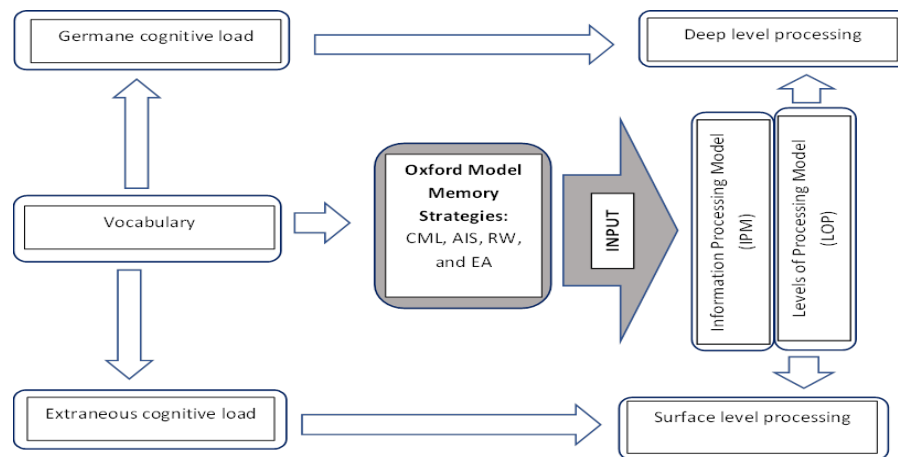 Germane cognitive load
Deep level processing
Oxford Model
Memory
Strategies:
CML, AIS, RW,
and EA
Vocabulary
INPUT
Information Processing Model
(IPM)
Levels of Processing Model
(LOP)
Extraneous cognitive load
Surface level processing